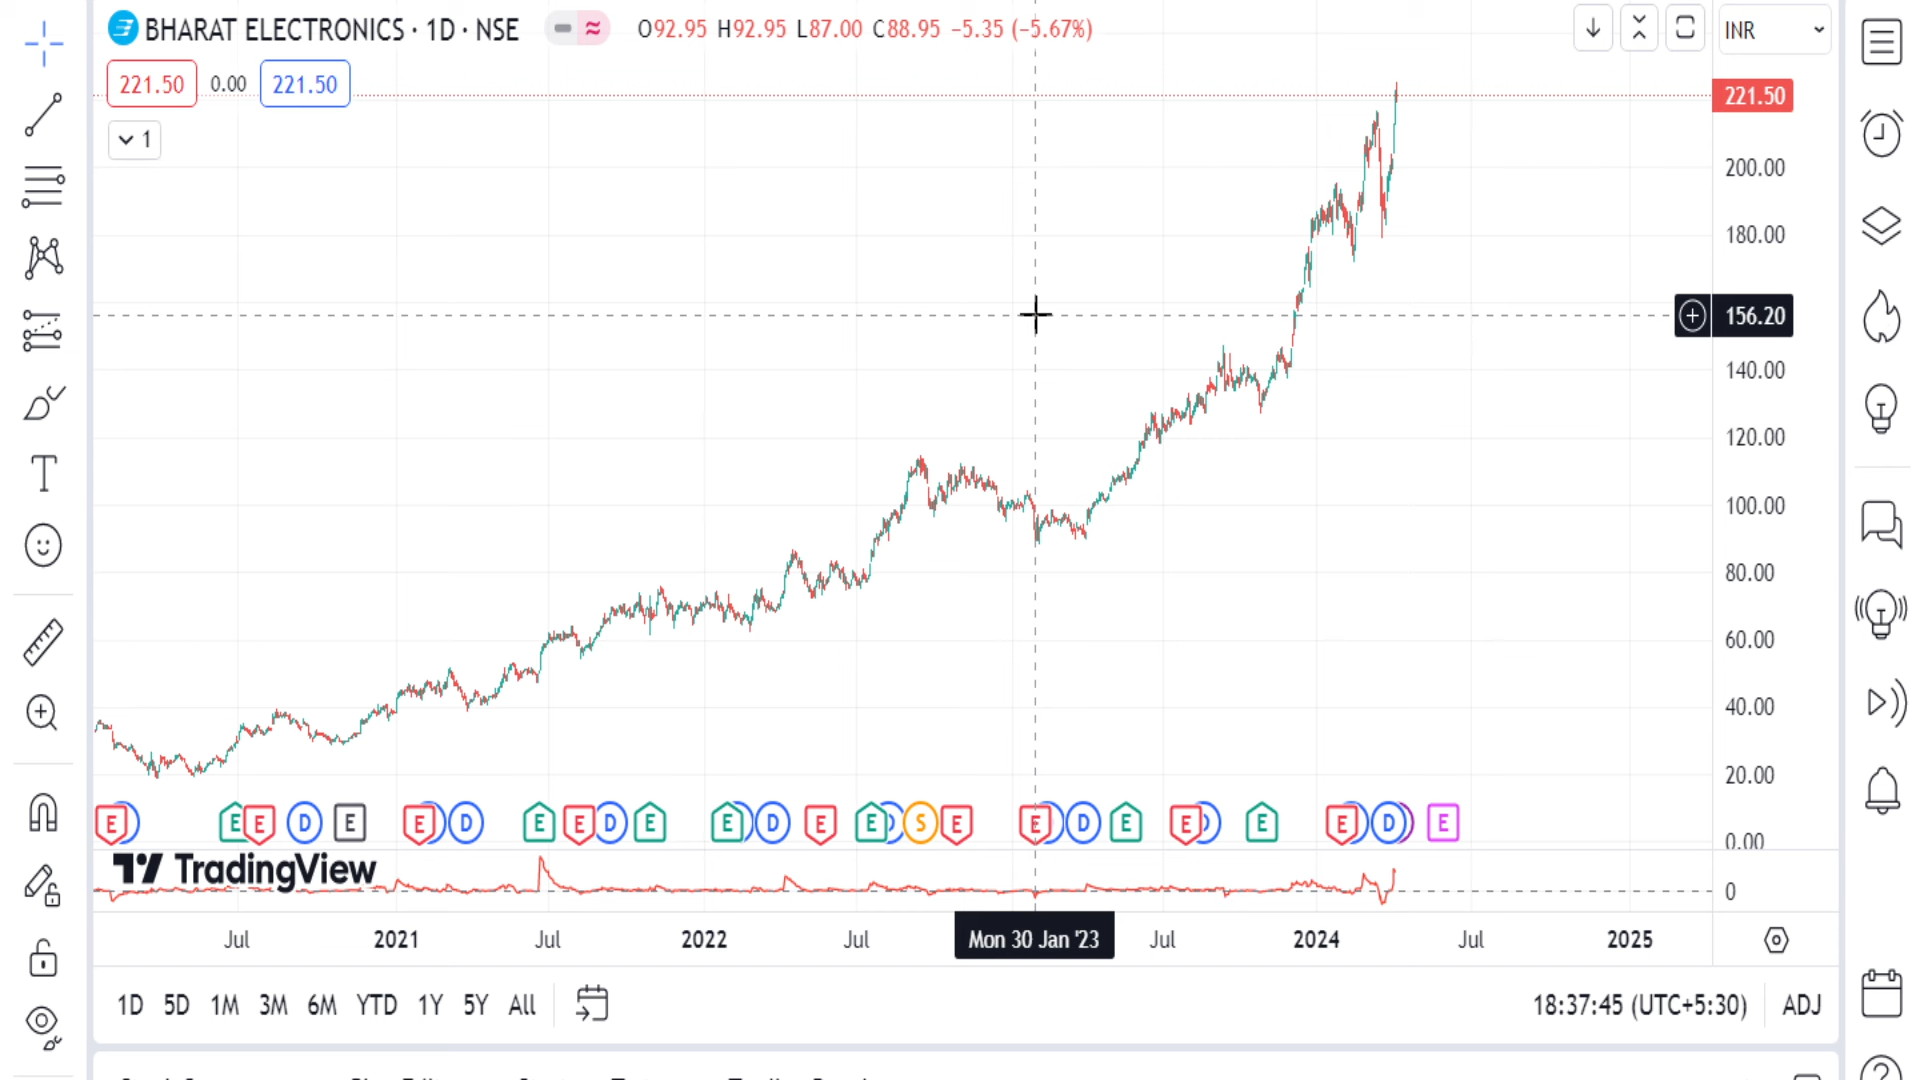 BHARAT ELECTRONICS · 1D · NSE O92.95 H92.95 L87.00 C88.95 −5.35 (−5.67%) INR
221.50 0.00 221.50
1
221.50
200.00
180.00
156.20
140.00
120.00
100.00
80.00
60.00
40.00
20.00
0.00
E D E E D E E D D E E D E E D D E E D S E E D D E E D E E D D E
TradingView
0
Jul 2021 Jul 2022 Jul Mon 30 Jan '23 Jul 2024 Jul 2025
1D 5D 1M 3M 6M YTD 1Y 5Y All 18:37:45 (UTC+5:30) ADJ